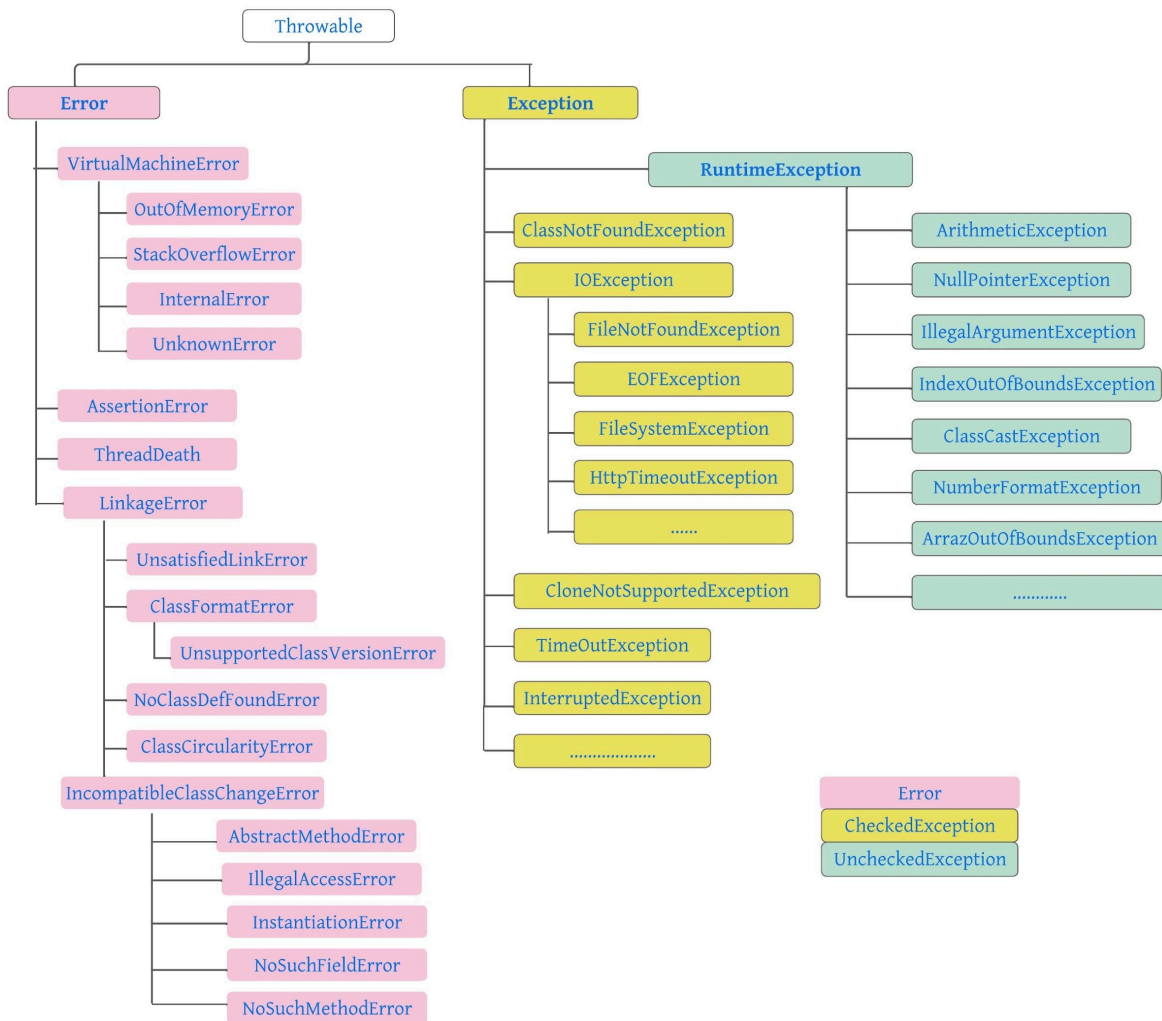 Throwable
Error
VirtualMachineError
OutOfMemoryError
StackOverflowError
InternalError
UnknownError
AssertionError
ThreadDeath
LinkageError
UnsatisfiedLinkError
ClassFormatError
UnsupportedClassVersionError
NoClassDefFoundError
ClassCircularityError
IncompatibleClassChangeError
AbstractMethodError
IllegalAccessError
InstantiationError
NoSuchFieldError
NoSuchMethodError
Exception
RuntimeException
ClassNotFoundException
IOException
FileNotFoundException
EOFException
FileSystemException
HttpTimeoutException
......
CloneNotSupportedException
TimeOutException
InterruptedException
...................
ArithmeticException
NullPointerException
IllegalArgumentException
IndexOutOfBoundsException
ClassCastException
NumberFormatException
ArrazOutOfBoundsException
............
Error
CheckedException
UncheckedException